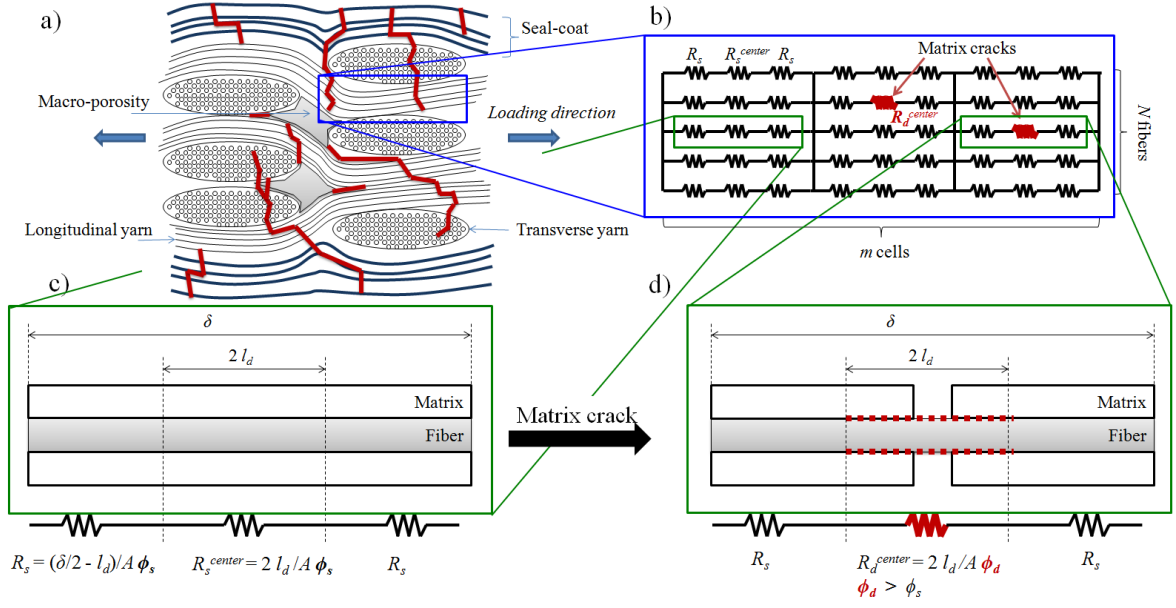 a)
Seal-coat
Macro-porosity
Loading direction
Longitudinal yarn
Transverse yarn
b)
Matrix cracks
R_s R_s^center R_s
R_d^center
N fibers
m cells
c)
δ
2 l_d
Matrix
Fiber
R_s = (δ/2 - l_d)/A ϕ_s R_s^center = 2 l_d/A ϕ_s R_s
Matrix crack
d)
δ
2 l_d
Matrix
Fiber
R_s R_d^center = 2 l_d/A ϕ_d R_s
ϕ_d > ϕ_s